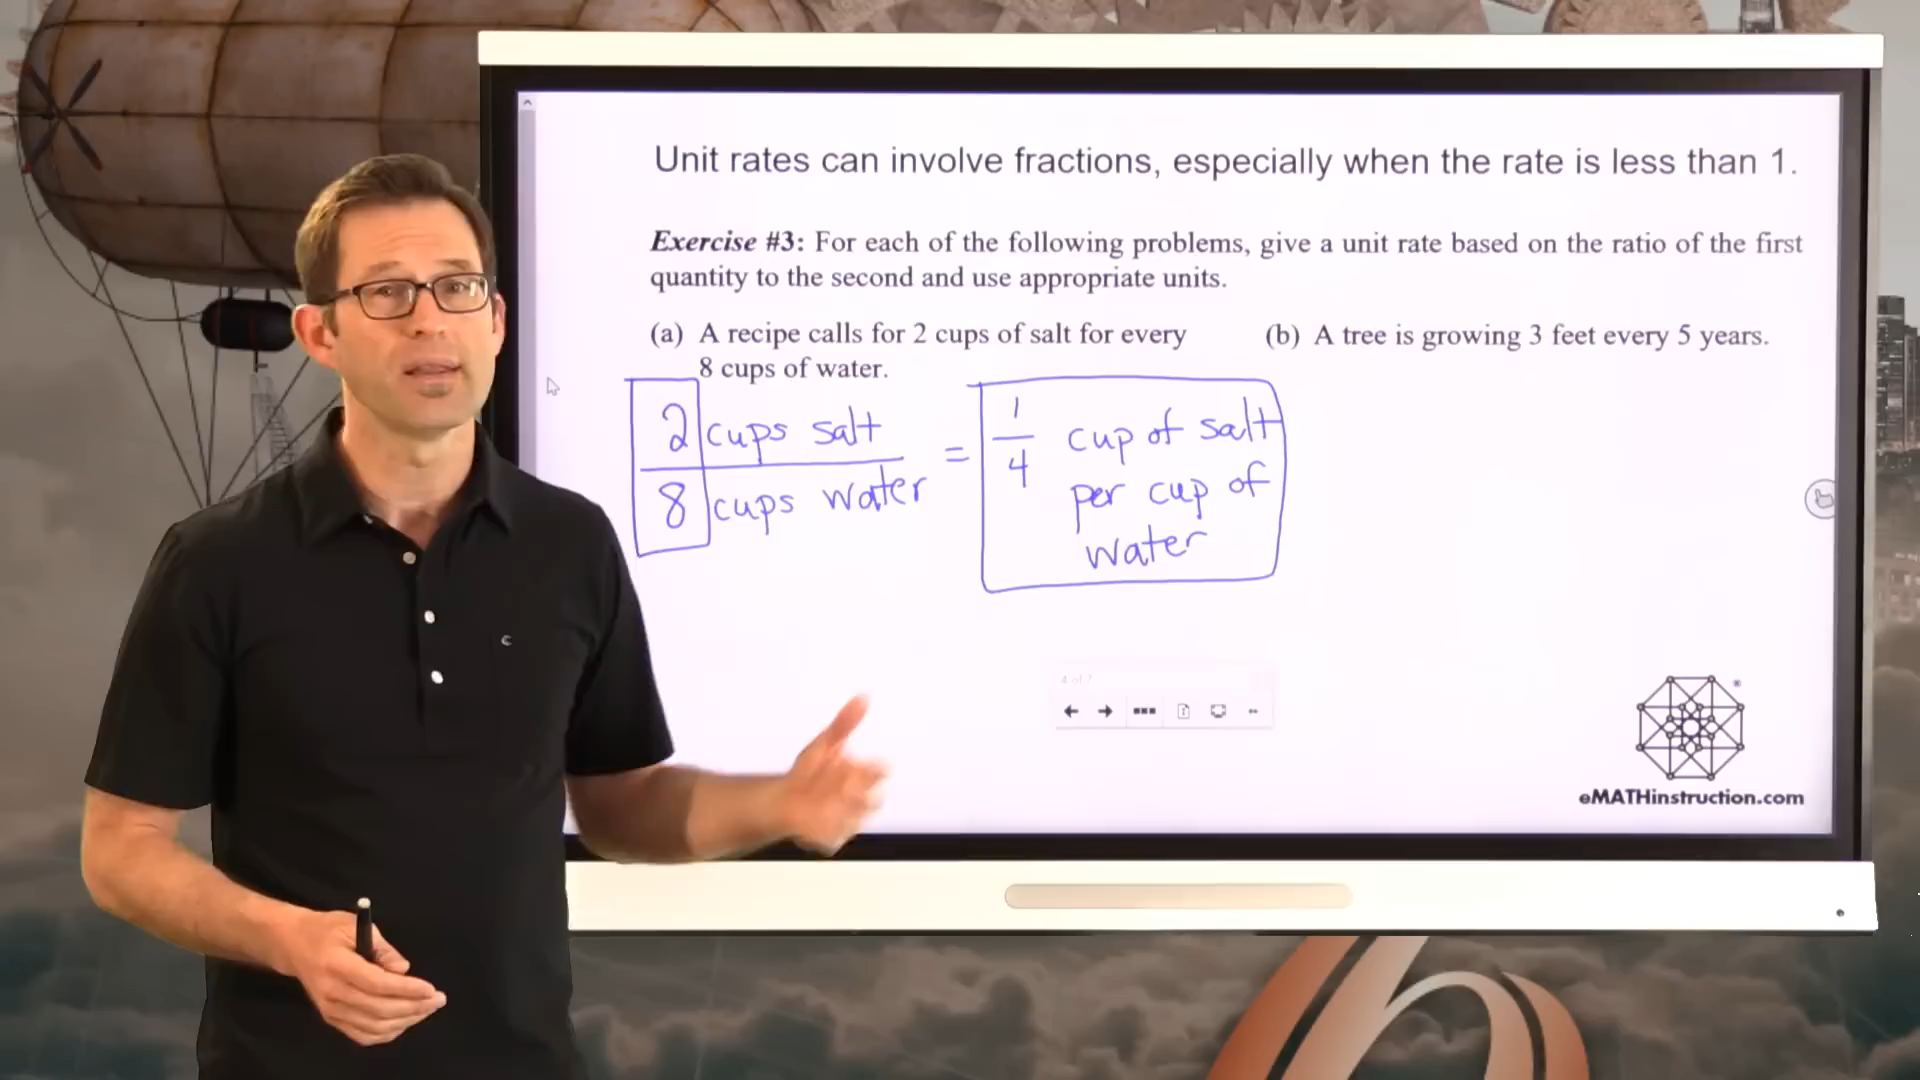 Unit rates can involve fractions, especially when the rate is less than 1.
Exercise #3: For each of the following problems, give a unit rate based on the ratio of the first
quantity to the second and use appropriate units.
(a) A recipe calls for 2 cups of salt for every
8 cups of water.
2 cups salt
8 cups water
=
1
4
cup of salt
per cup of
water
(b) A tree is growing 3 feet every 5 years.
4 of 7
eMATHinstruction.com
c